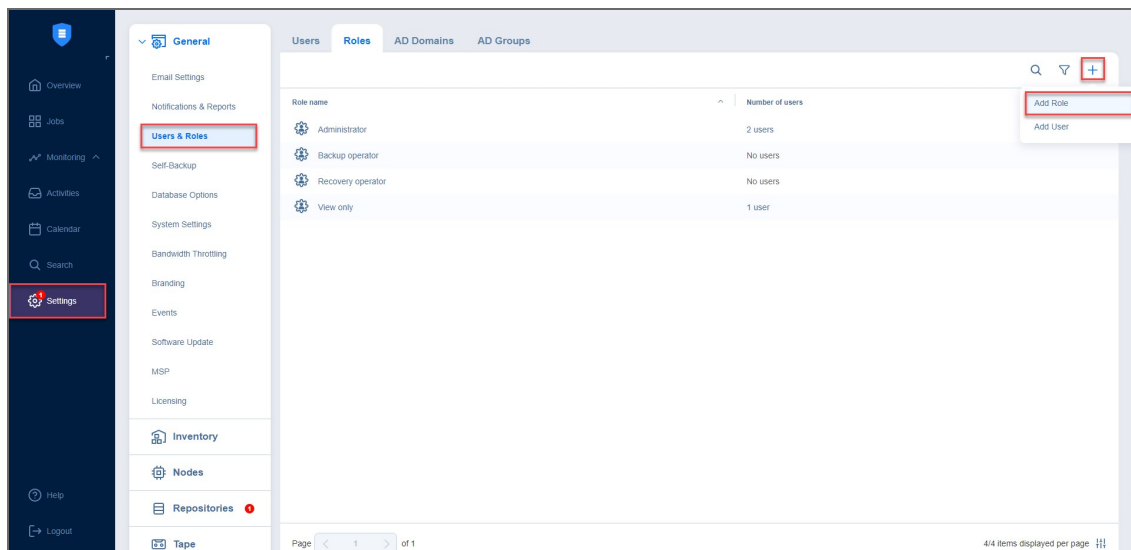 Overview
Jobs
Monitoring
Activities
Calendar
Search
1
Settings
Help
Logout
General
Email Settings
Notifications & Reports
Users & Roles
Self-Backup
Database Options
System Settings
Bandwidth Throttling
Branding
Events
Software Update
MSP
Licensing
Inventory
Nodes
Repositories 1
Tape
Users Roles AD Domains AD Groups
Role name Number of users
Administrator 2 users
Backup operator No users
Recovery operator No users
View only 1 user
Add Role
Add User
Page 1 of 1 4/4 items displayed per page